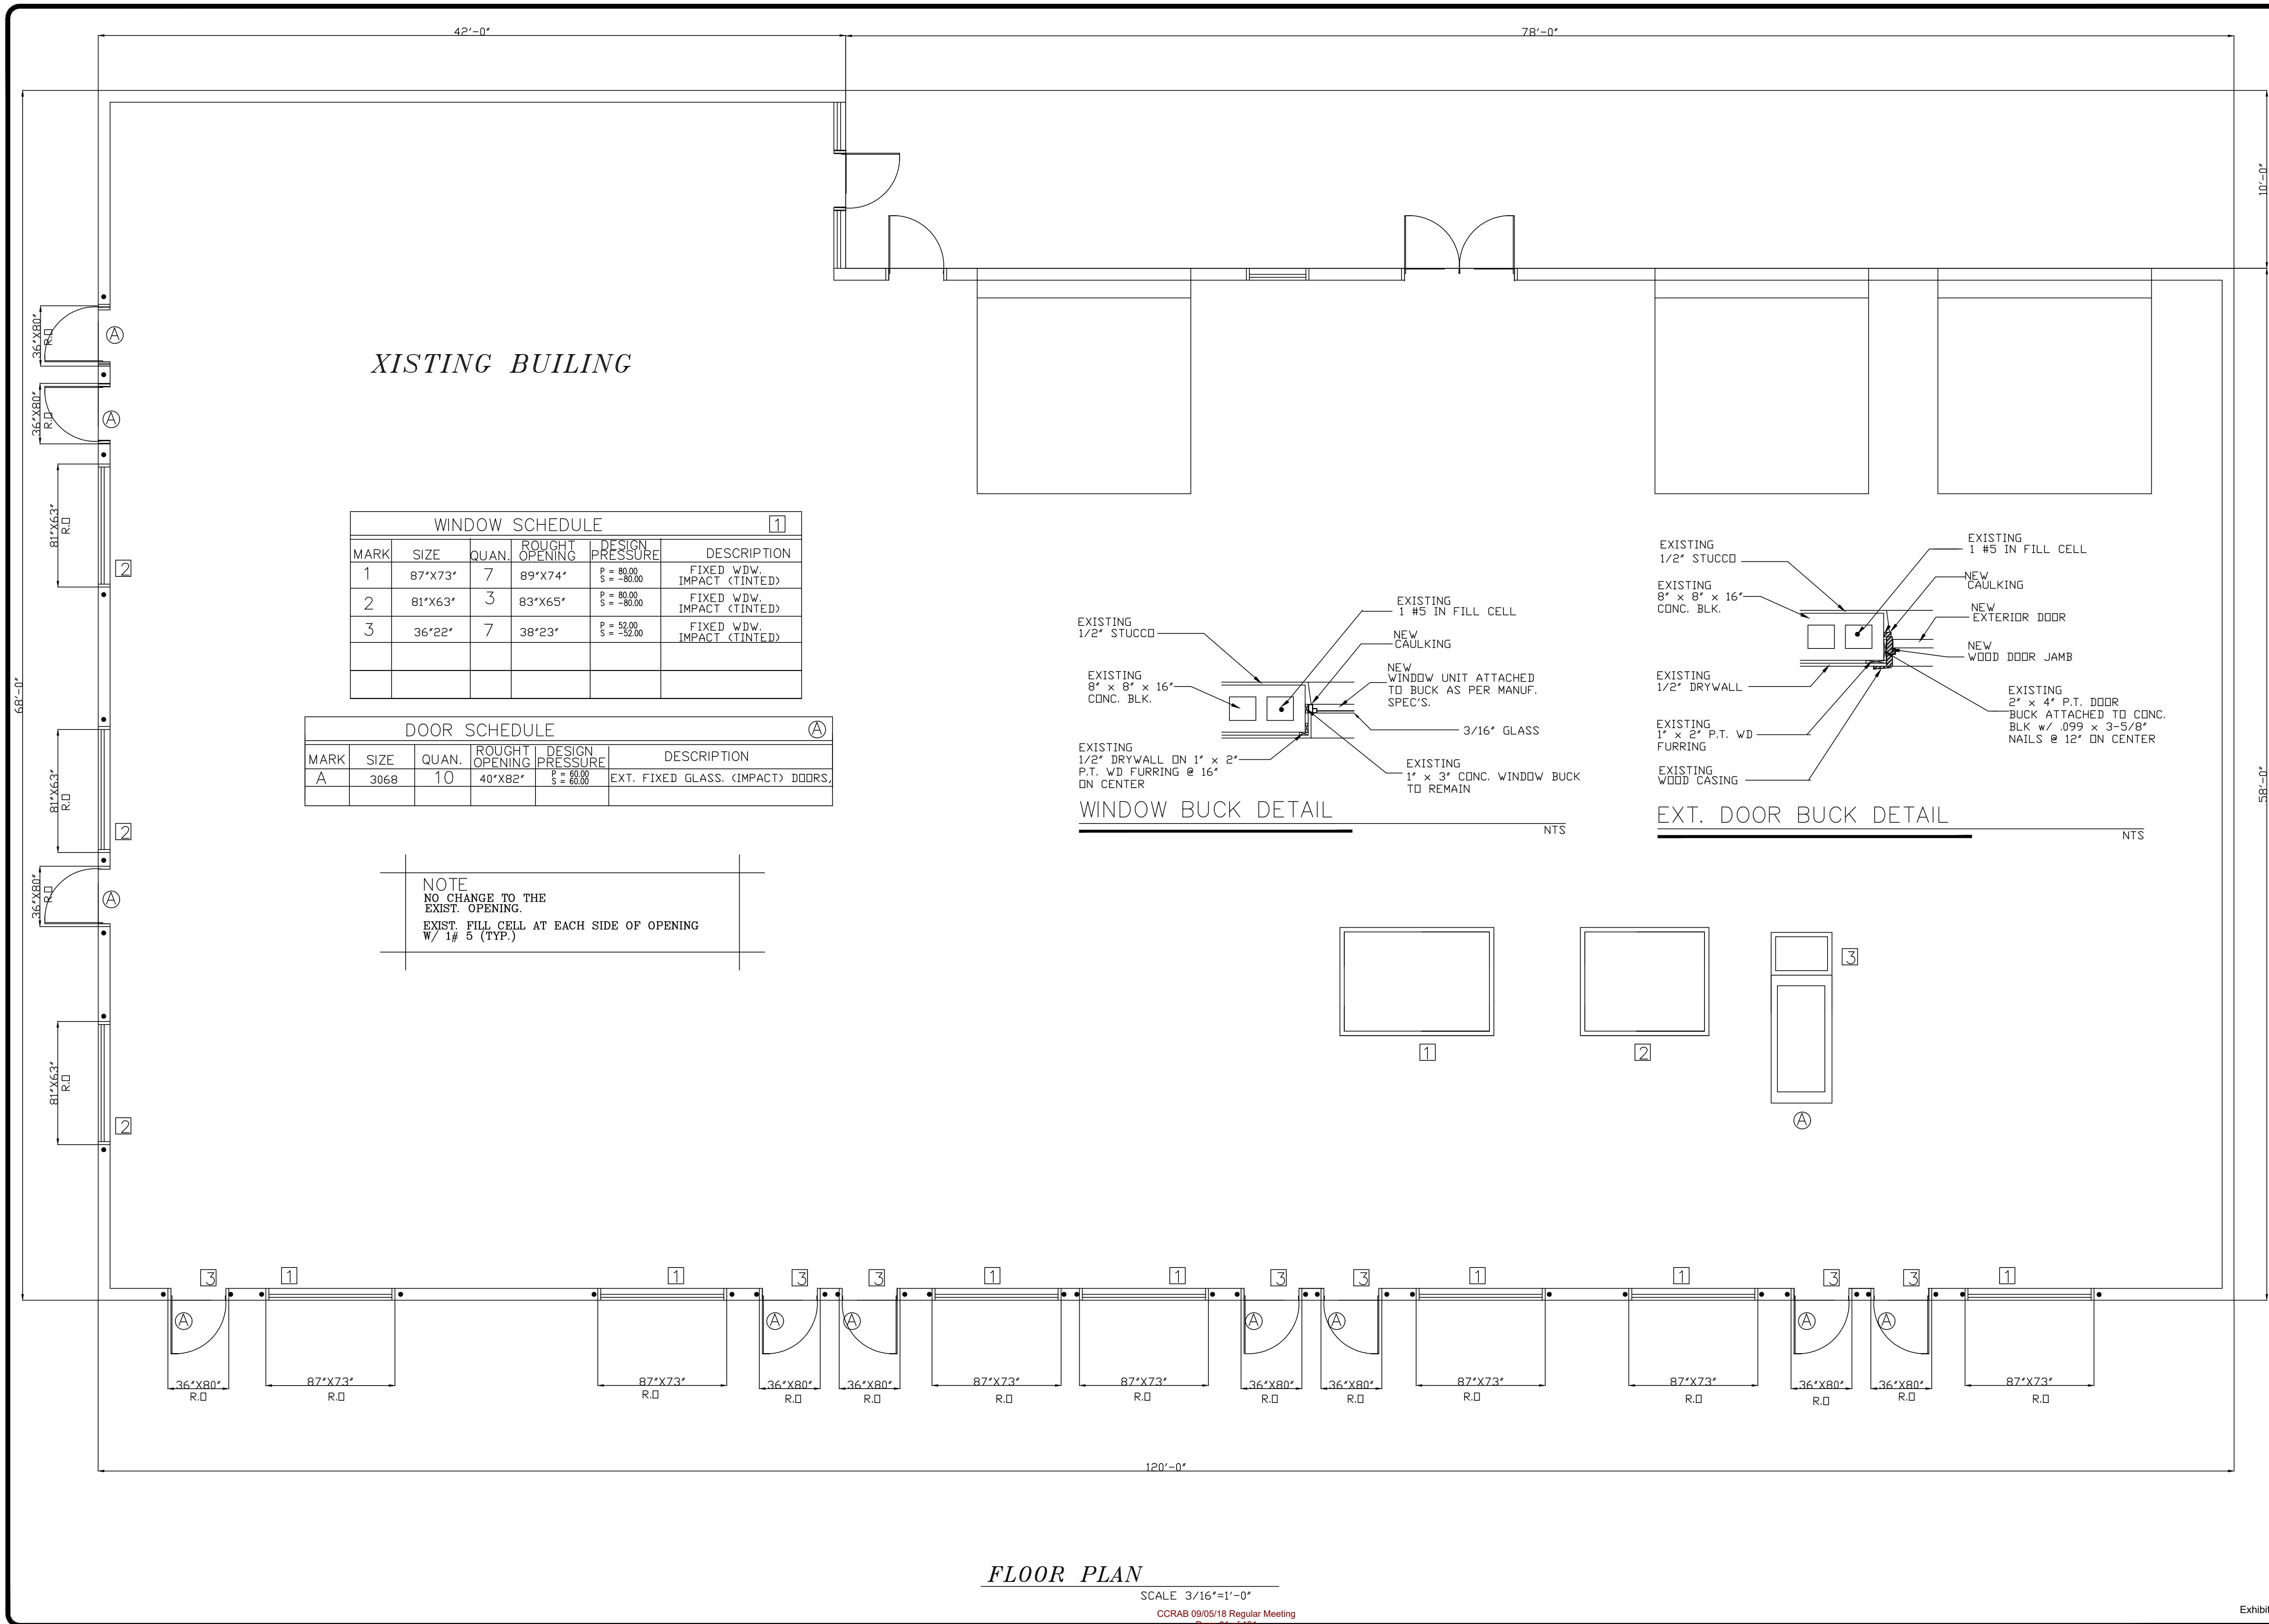 42'-0"
78'-0"
10'-0"
68'-0"
58'-0"
36"X80"
R.O
A
36"X80"
R.O
A
XISTING BUILING
81"X63"
R.O
2
WINDOW SCHEDULE 1
MARK SIZE QUAN. ROUGHT OPENING DESIGN PRESSURE DESCRIPTION
1 87"X73" 7 89"X74" P = 80.00 S = -80.00 FIXED WDW. IMPACT (TINTED)
2 81"X63" 3 83"X65" P = 80.00 S = -80.00 FIXED WDW. IMPACT (TINTED)
3 36"22" 7 38"23" P = 52.00 S = -52.00 FIXED WDW. IMPACT (TINTED)
DOOR SCHEDULE A
MARK SIZE QUAN. ROUGHT OPENING DESIGN PRESSURE DESCRIPTION
A 3068 10 40"X82" P = 60.00 S = 60.00 EXT. FIXED GLASS. (IMPACT) DOORS,
81"X63"
R.O
2
36"X80"
R.O
A
81"X63"
R.O
2
NOTE
NO CHANGE TO THE
EXIST. OPENING.
EXIST. FILL CELL AT EACH SIDE OF OPENING
W/ 1# 5 (TYP.)
EXISTING
1/2" STUCCO
EXISTING
8" x 8" x 16"
CONC. BLK.
EXISTING
1/2" DRYWALL ON 1" x 2"
P.T. WD FURRING @ 16"
ON CENTER
EXISTING
1 #5 IN FILL CELL
NEW
CAULKING
NEW
WINDOW UNIT ATTACHED
TO BUCK AS PER MANUF.
SPEC'S.
3/16" GLASS
EXISTING
1" x 3" CONC. WINDOW BUCK
TO REMAIN
WINDOW BUCK DETAIL
NTS
EXISTING
1/2" STUCCO
EXISTING
8" x 8" x 16"
CONC. BLK.
EXISTING
1/2" DRYWALL
EXISTING
1" x 2" P.T. WD
FURRING
EXISTING
WOOD CASING
EXISTING
1 #5 IN FILL CELL
NEW
CAULKING
NEW
EXTERIOR DOOR
NEW
WOOD DOOR JAMB
EXISTING
2" x 4" P.T. DOOR
BUCK ATTACHED TO CONC.
BLK w/ .099 x 3-5/8"
NAILS @ 12" ON CENTER
EXT. DOOR BUCK DETAIL
NTS
3
1
2
A
3 1 1 3 3 1 1 3 3 1 1 3 3 1
A A A A A A A
36"X80" 87"X73" 87"X73" 36"X80" 36"X80" 87"X73" 87"X73" 36"X80" 36"X80" 87"X73" 87"X73" 36"X80" 36"X80" 87"X73"
R.O R.O R.O R.O R.O R.O R.O R.O R.O R.O R.O R.O R.O R.O
120'-0"
FLOOR PLAN
SCALE 3/16"=1'-0"
CCRAB 09/05/18 Regular Meeting